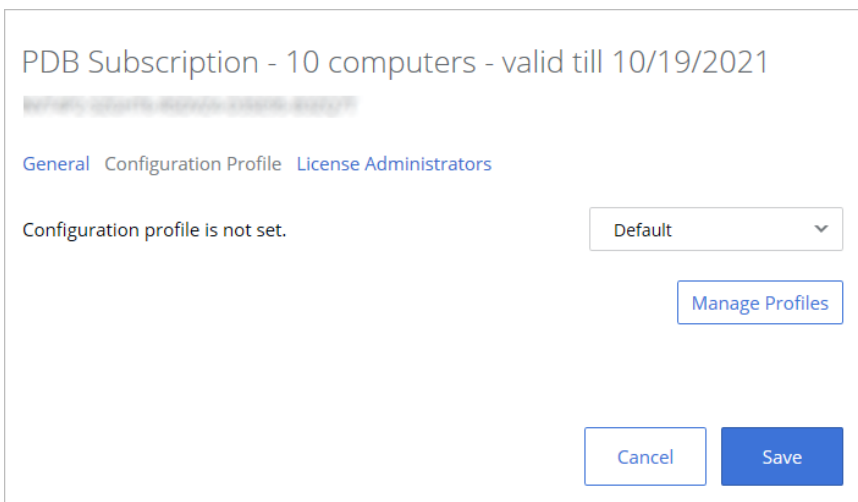 PDB Subscription - 10 computers - valid till 10/19/2021
General Configuration Profile License Administrators
Configuration profile is not set. Default
Manage Profiles
Cancel Save